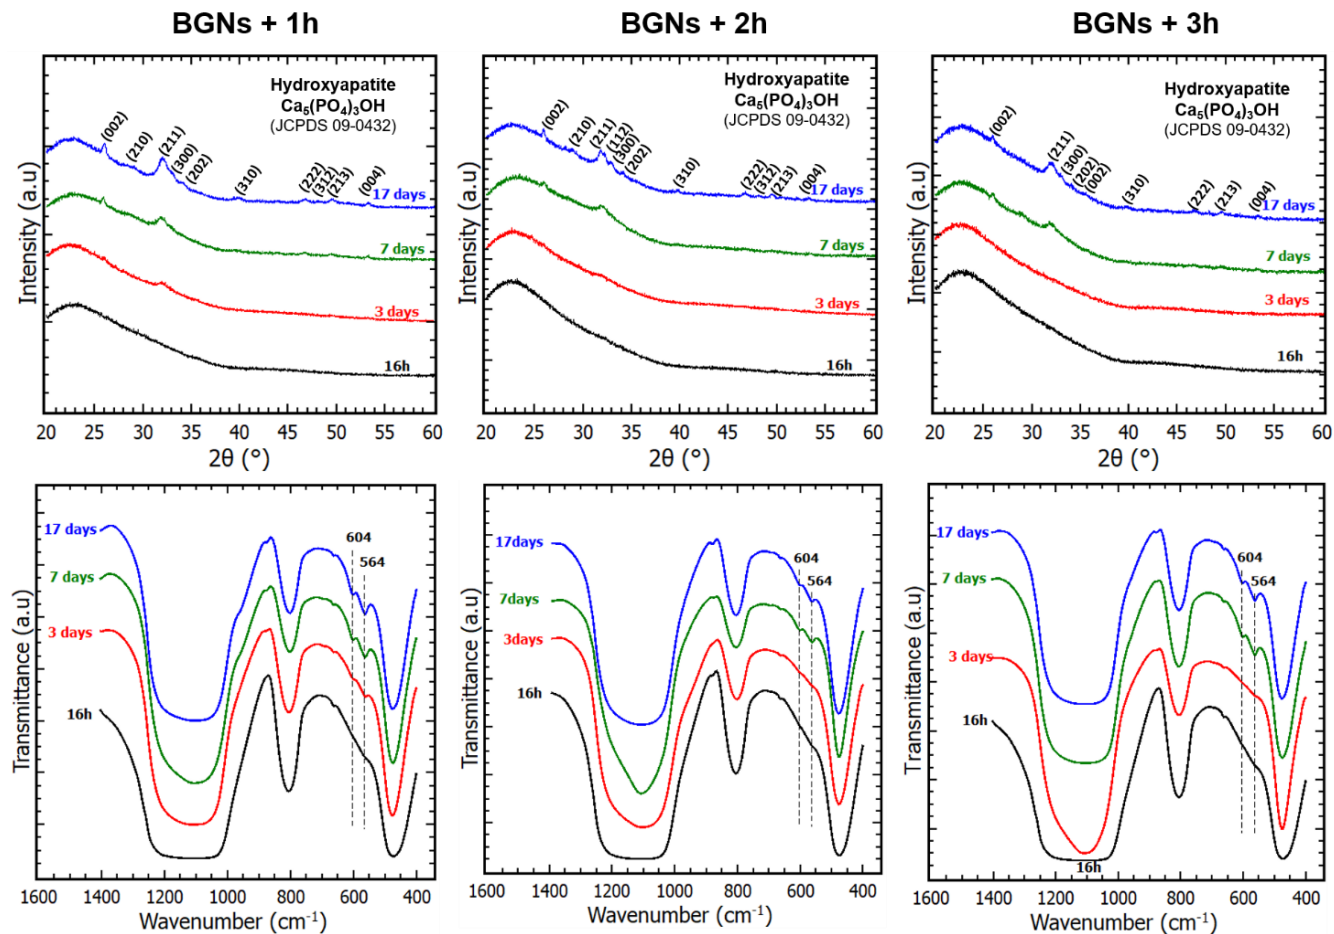 BGNs + 1h
BGNs + 2h
BGNs + 3h
Hydroxyapatite
Ca₅(PO₄)₃OH
(JCPDS 09-0432)
(002)
(210)
(211)
(300)
(202)
(310)
(222)
(312)
(213)
(004)
17 days
7 days
3 days
16h
Intensity (a.u)
20 25 30 35 40 45 50 55 60
2θ (°)
Hydroxyapatite
Ca₅(PO₄)₃OH
(JCPDS 09-0432)
(002)
(210)
(211)
(112)
(300)
(202)
(310)
(222)
(312)
(213)
(004)
17 days
7 days
3 days
16h
Intensity (a.u)
20 25 30 35 40 45 50 55 60
2θ (°)
Hydroxyapatite
Ca₅(PO₄)₃OH
(JCPDS 09-0432)
(002)
(211)
(300)
(202)
(002)
(310)
(222)
(213)
(004)
17 days
7 days
3 days
16h
Intensity (a.u)
20 25 30 35 40 45 50 55 60
2θ (°)
17 days
7 days
3 days
16h
604
564
Transmittance (a.u)
1600 1400 1200 1000 800 600 400
Wavenumber (cm⁻¹)
17days
7days
3days
16h
604
564
Transmittance (a.u)
1600 1400 1200 1000 800 600 400
Wavenumber (cm⁻¹)
17 days
7 days
3 days
16h
604
564
16h
Transmittance (a.u)
1600 1400 1200 1000 800 600 400
Wavenumber (cm⁻¹)